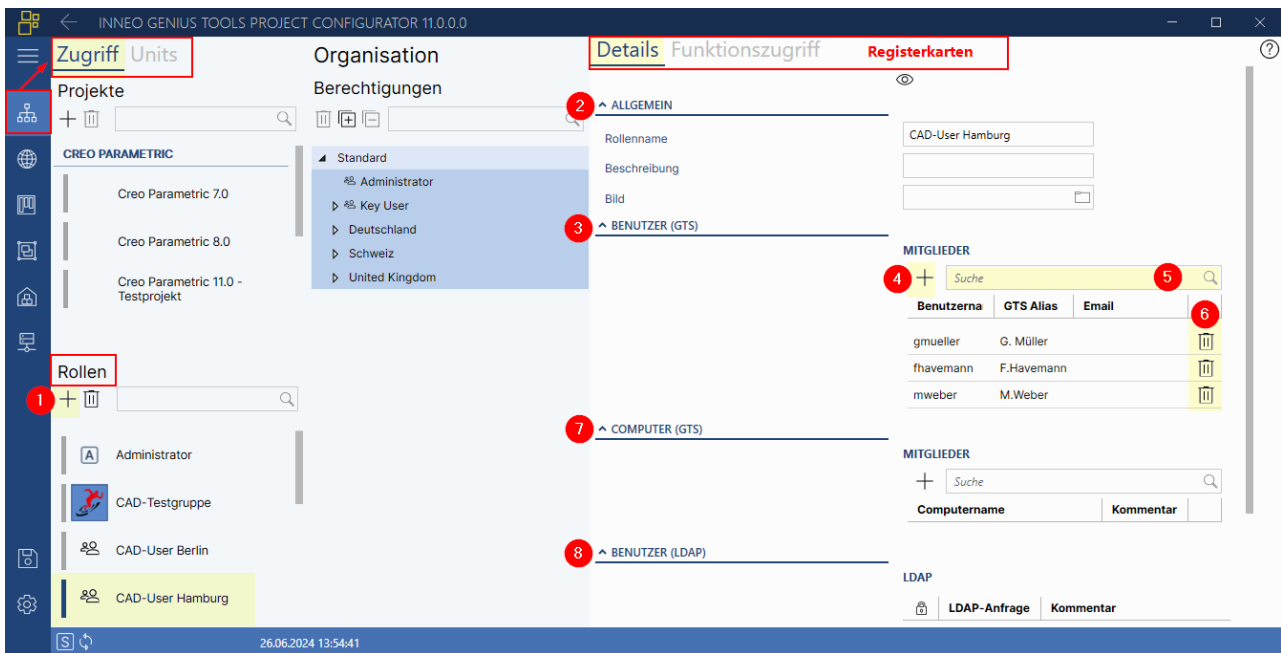 INNEO GENIUS TOOLS PROJECT CONFIGURATOR 11.0.0.0
Zugriff Units
Projekte
CREO PARAMETRIC
Creo Parametric 7.0
Creo Parametric 8.0
Creo Parametric 11.0 -
Testprojekt
Rollen
1
A Administrator
CAD-Testgruppe
CAD-User Berlin
CAD-User Hamburg
Organisation
Berechtigungen
Standard
Administrator
Key User
Deutschland
Schweiz
United Kingdom
Details Funktionszugriff Registerkarten
?
2 ALLGEMEIN
Rollenname CAD-User Hamburg
Beschreibung
Bild
3 BENUTZER (GTS)
MITGLIEDER
4 Suche 5
Benutzerna GTS Alias Email 6
gmueller G. Müller
fhavemann F.Havemann
mweber M.Weber
7 COMPUTER (GTS)
MITGLIEDER
Suche
Computername Kommentar
8 BENUTZER (LDAP)
LDAP
LDAP-Anfrage Kommentar
S 26.06.2024 13:54:41